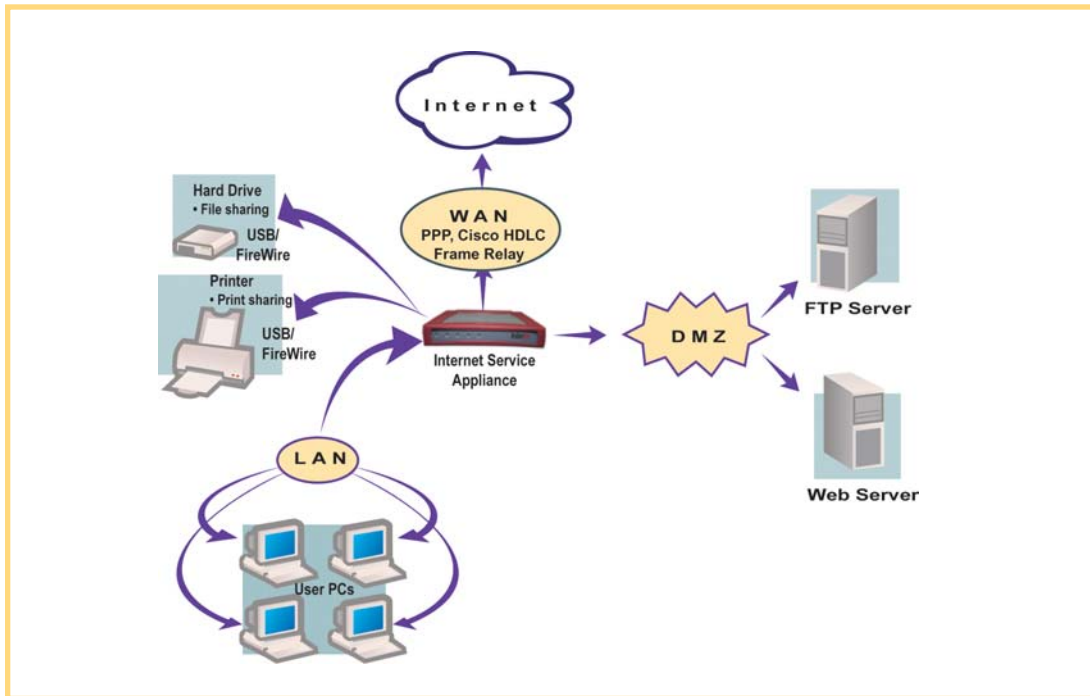 Internet
WAN
PPP, Cisco HDLC
Frame Relay
Hard Drive
• File sharing
USB/
FireWire
Printer
• Print sharing
USB/
FireWire
Internet Service
Appliance
DMZ
FTP Server
Web Server
LAN
User PCs